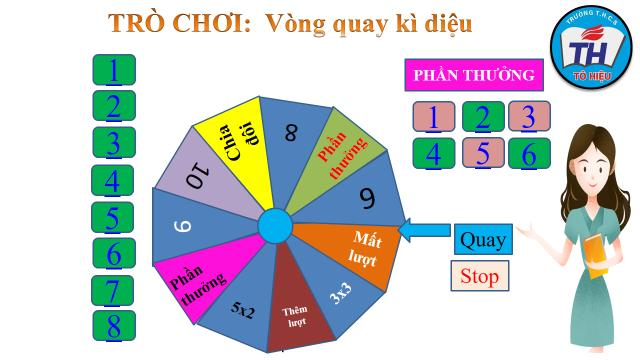 TRÒ CHƠI: Vòng quay kì diệu
TRƯỜNG T.H.C.S
TH
TÔ HIỆU
PHẦN THƯỞNG
1
2
3
4
5
6
1
2
3
4
5
6
7
8
Chia
đôi
8
Phần
thưởng
6
Mất
lượt
3x3
Thêm
lượt
5x2
Phần
thưởng
9
10
Quay
Stop